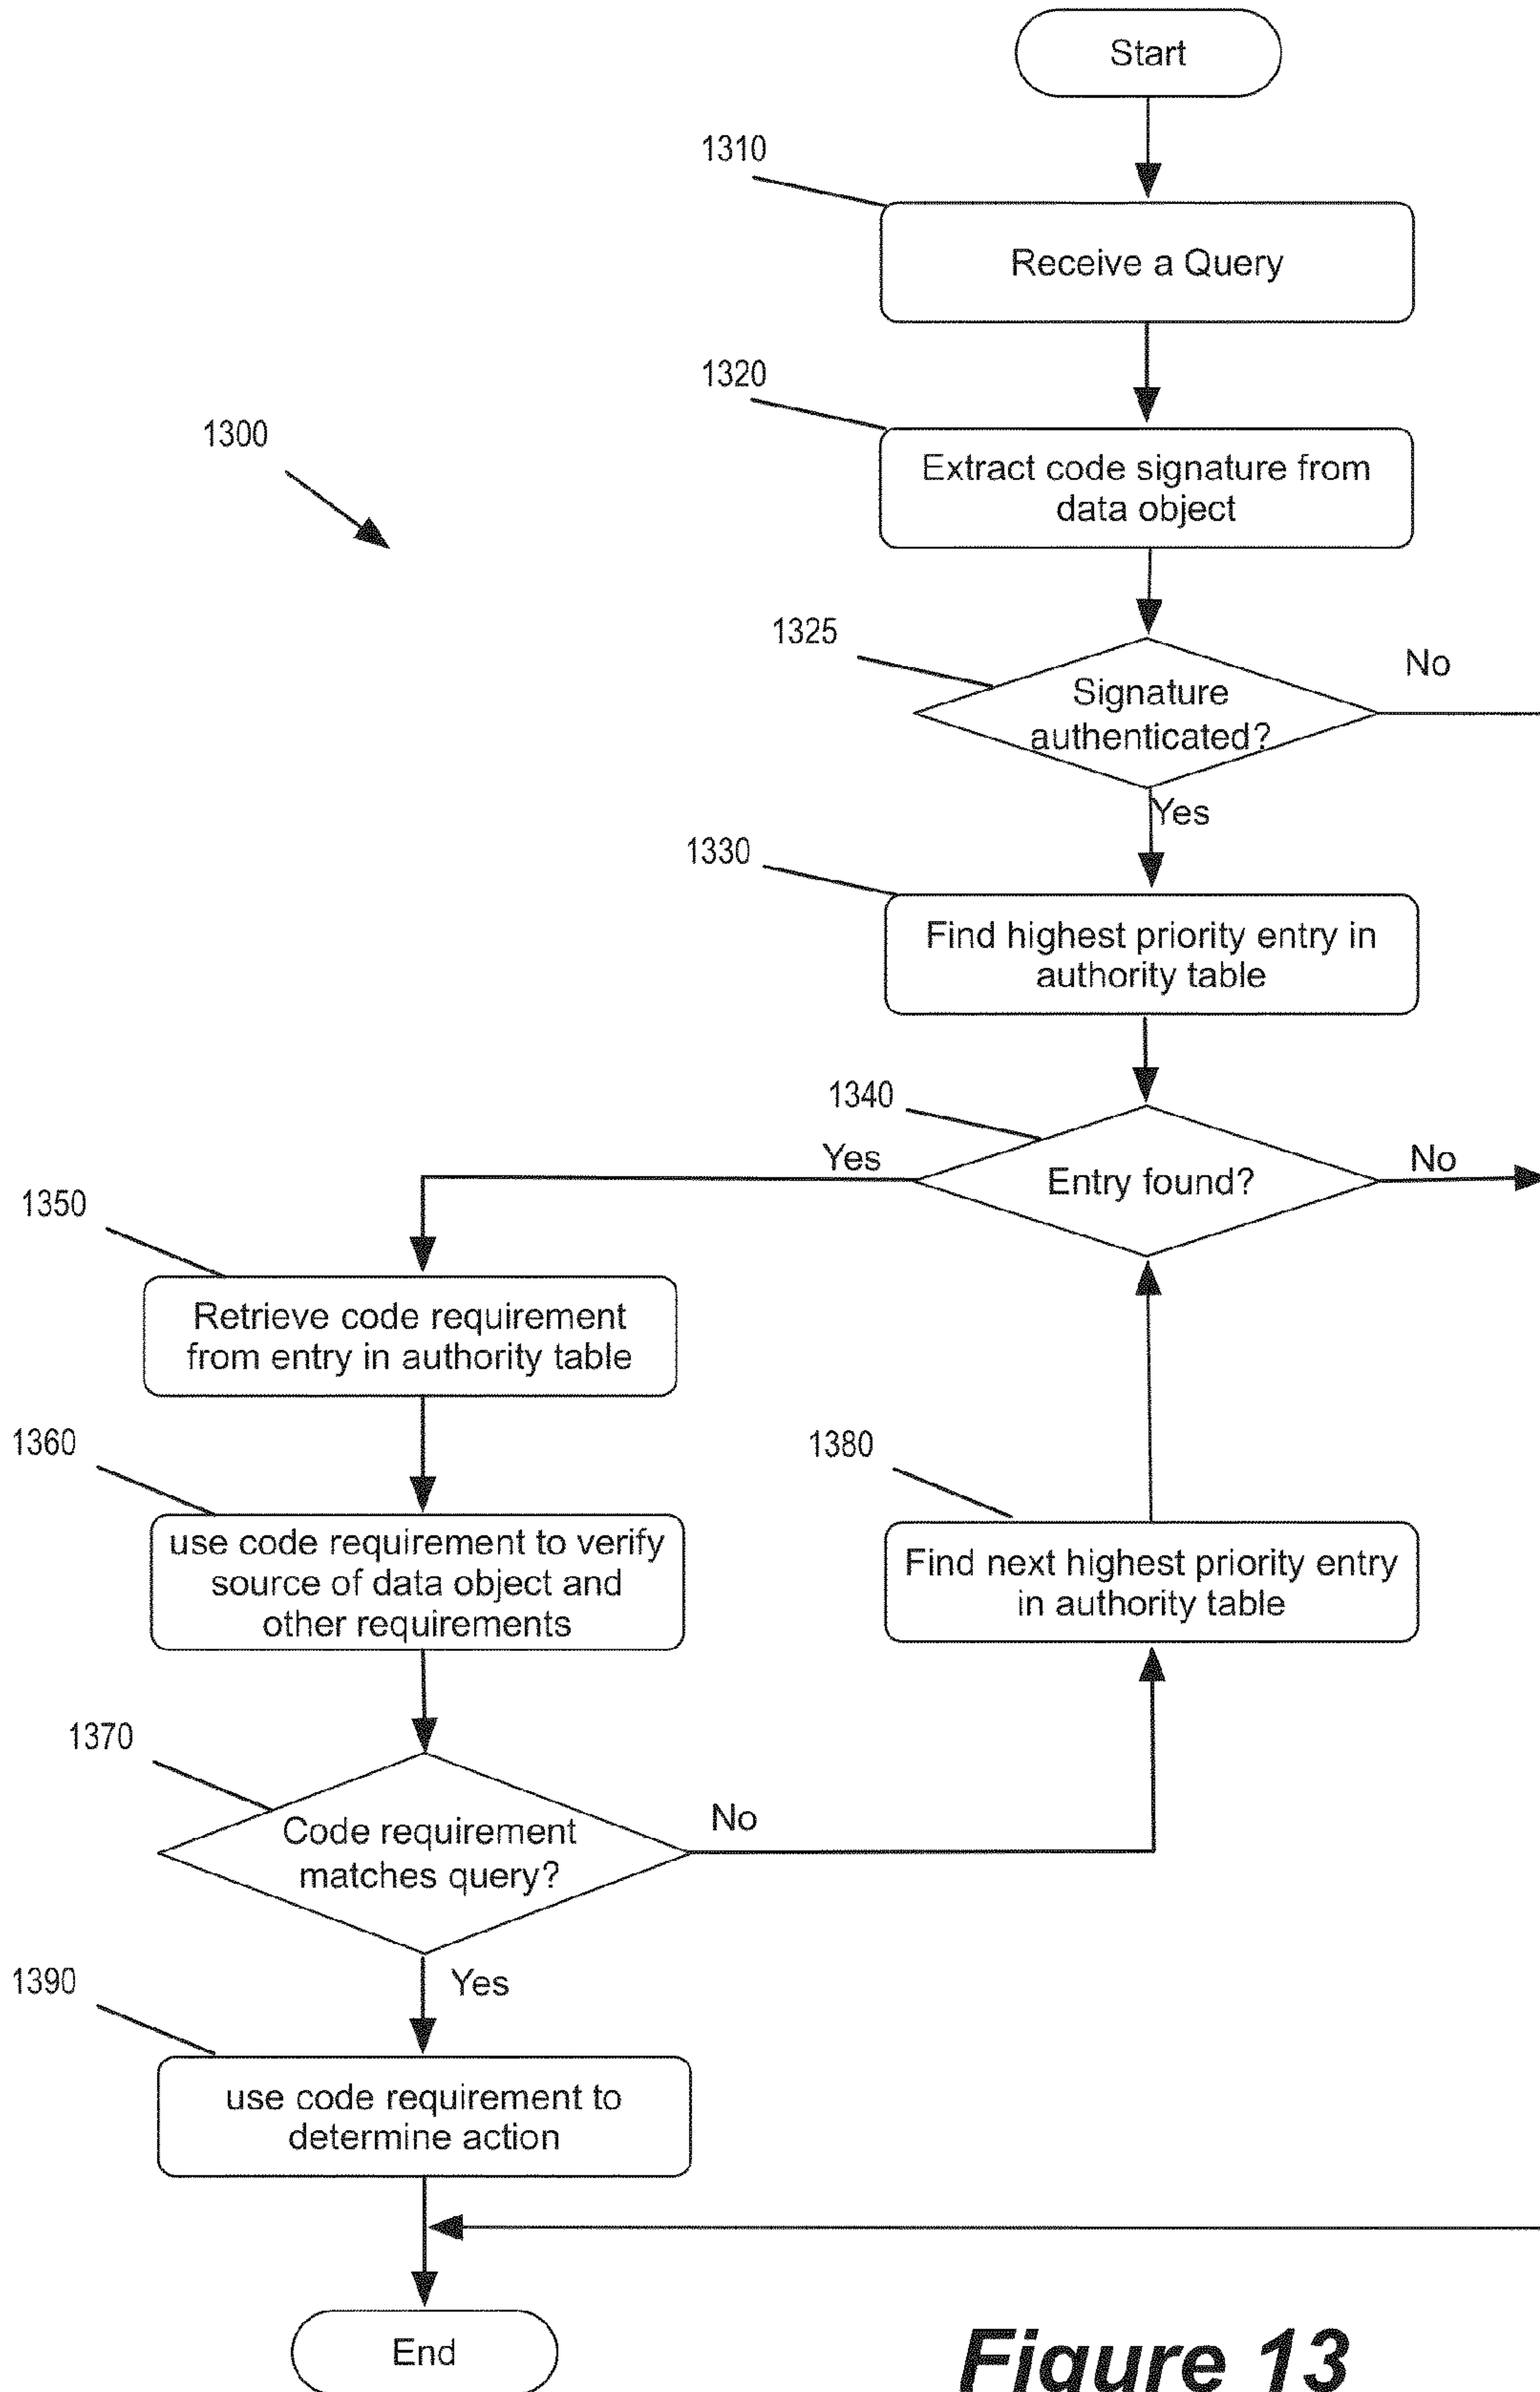 Start
1310
Receive a Query
1320
Extract code signature from
data object
1300
1325
Signature
authenticated?
No
Yes
1330
Find highest priority entry in
authority table
1340
Entry found?
Yes
No
1350
Retrieve code requirement
from entry in authority table
1360
use code requirement to verify
source of data object and
other requirements
1380
Find next highest priority entry
in authority table
1370
Code requirement
matches query?
No
Yes
1390
use code requirement to
determine action
End
Figure 13